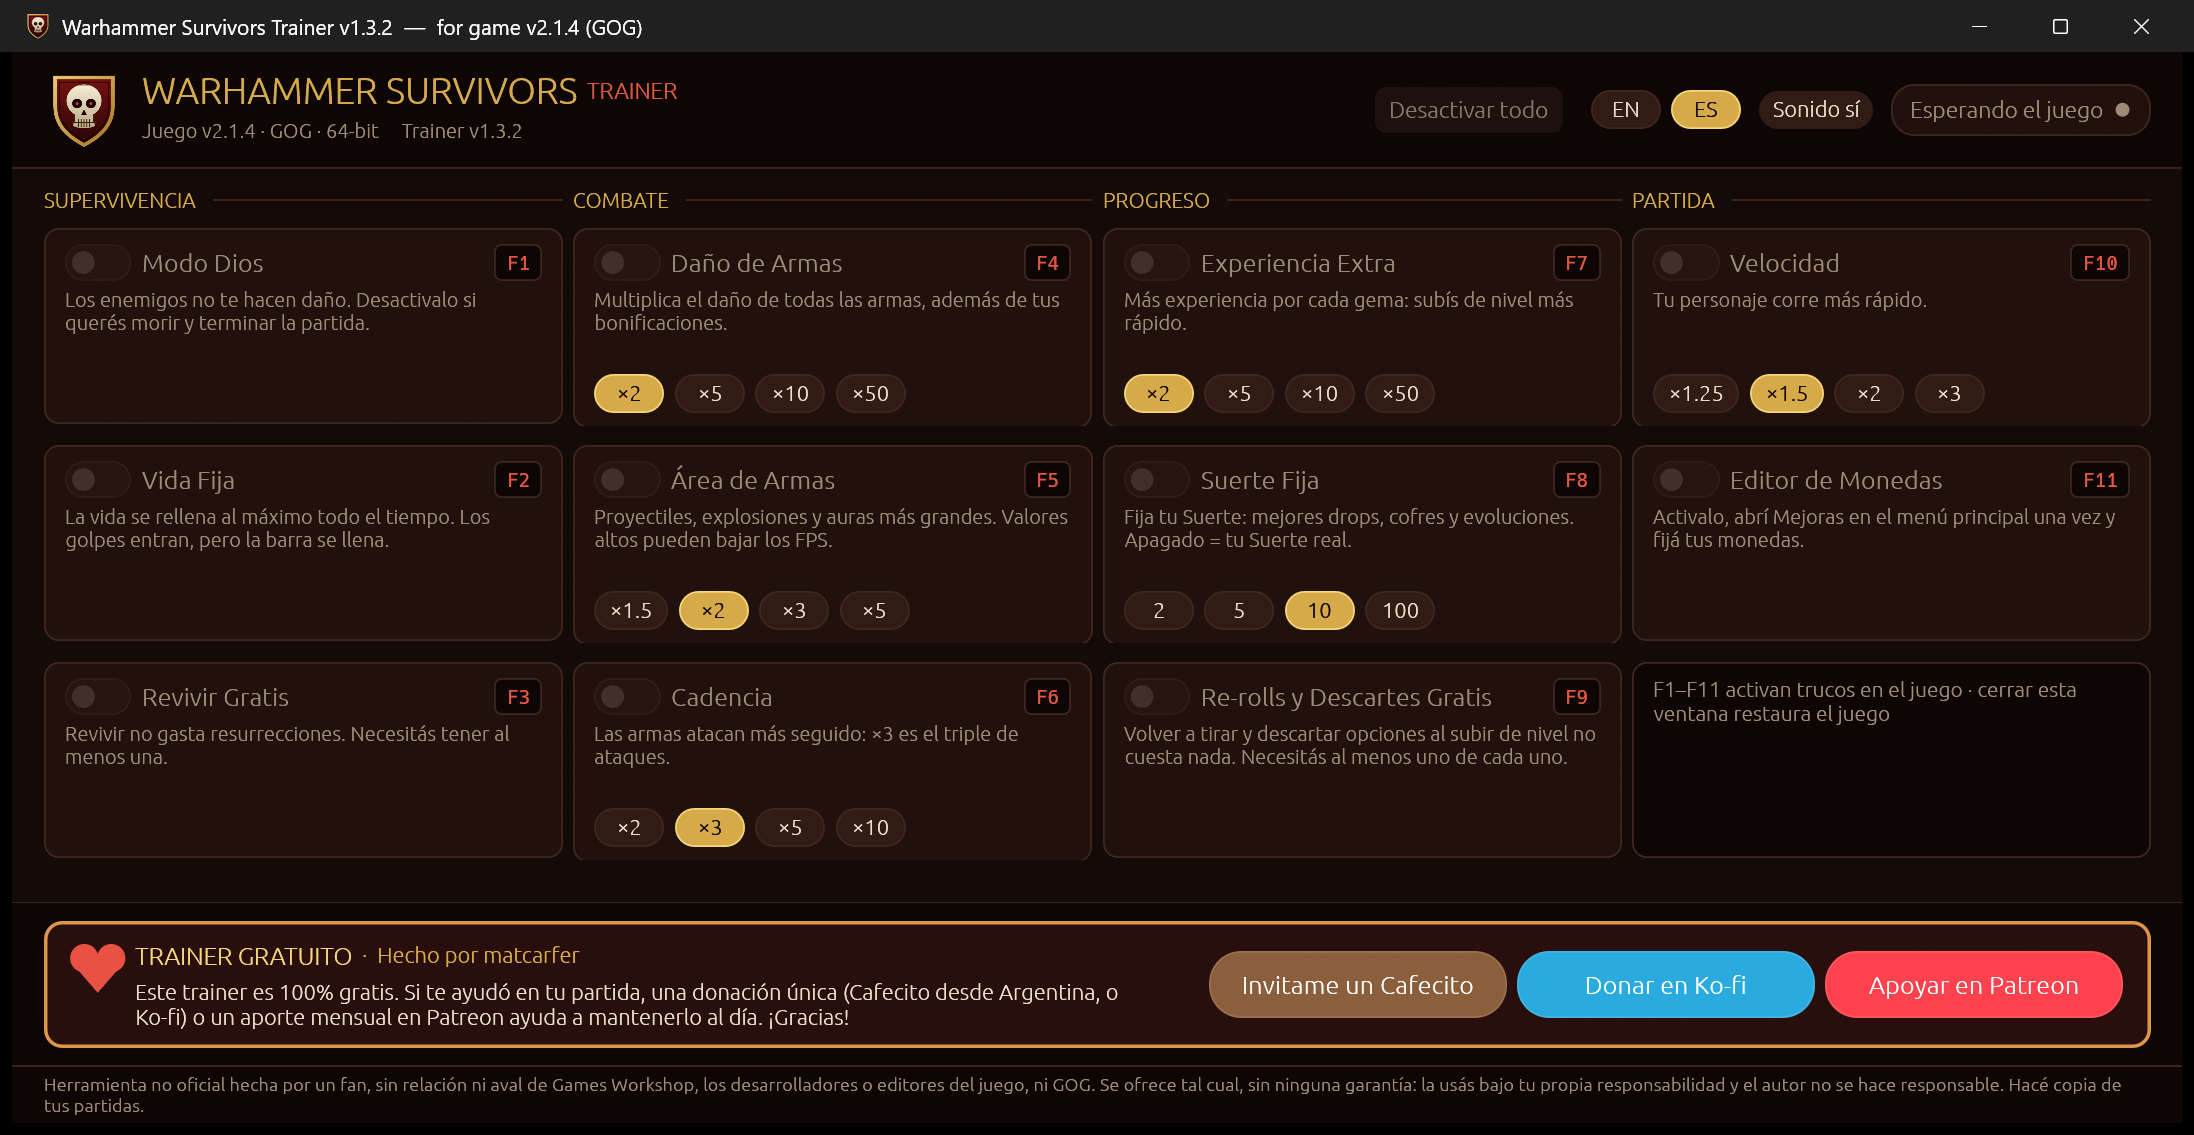 Warhammer Survivors Trainer v1.3.2 — for game v2.1.4 (GOG)
WARHAMMER SURVIVORS TRAINER
Juego v2.1.4 · GOG · 64-bit Trainer v1.3.2
Desactivar todo
EN
ES
Sonido sí
Esperando el juego
SUPERVIVENCIA
Modo Dios
F1
Los enemigos no te hacen daño. Desactivalo si
querés morir y terminar la partida.
Vida Fija
F2
La vida se rellena al máximo todo el tiempo. Los
golpes entran, pero la barra se llena.
Revivir Gratis
F3
Revivir no gasta resurrecciones. Necesitás tener al
menos una.
COMBATE
Daño de Armas
F4
Multiplica el daño de todas las armas, además de tus
bonificaciones.
×2 ×5 ×10 ×50
Área de Armas
F5
Proyectiles, explosiones y auras más grandes. Valores
altos pueden bajar los FPS.
×1.5 ×2 ×3 ×5
Cadencia
F6
Las armas atacan más seguido: ×3 es el triple de
ataques.
×2 ×3 ×5 ×10
PROGRESO
Experiencia Extra
F7
Más experiencia por cada gema: subís de nivel más
rápido.
×2 ×5 ×10 ×50
Suerte Fija
F8
Fija tu Suerte: mejores drops, cofres y evoluciones.
Apagado = tu Suerte real.
2 5 10 100
Re-rolls y Descartes Gratis
F9
Volver a tirar y descartar opciones al subir de nivel no
cuesta nada. Necesitás al menos uno de cada uno.
PARTIDA
Velocidad
F10
Tu personaje corre más rápido.
×1.25 ×1.5 ×2 ×3
Editor de Monedas
F11
Activalo, abrí Mejoras en el menú principal una vez y
fijá tus monedas.
F1–F11 activan trucos en el juego · cerrar esta
ventana restaura el juego
TRAINER GRATUITO · Hecho por matcarfer
Este trainer es 100% gratis. Si te ayudó en tu partida, una donación única (Cafecito desde Argentina, o
Ko-fi) o un aporte mensual en Patreon ayuda a mantenerlo al día. ¡Gracias!
Invitame un Cafecito
Donar en Ko-fi
Apoyar en Patreon
Herramienta no oficial hecha por un fan, sin relación ni aval de Games Workshop, los desarrolladores o editores del juego, ni GOG. Se ofrece tal cual, sin ninguna garantía: la usás bajo tu propia responsabilidad y el autor no se hace responsable. Hacé copia de
tus partidas.